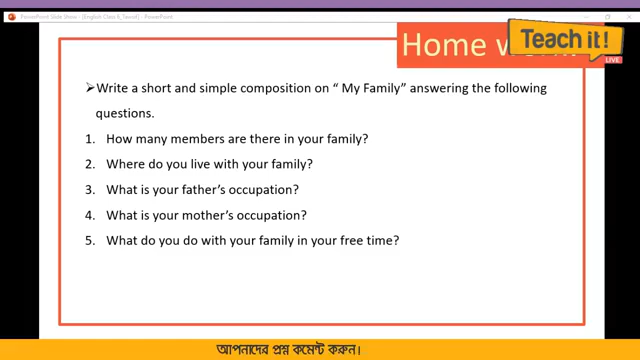 PowerPoint Slide Show - [English Class 6_Tawsif] - PowerPoint
Home
Teach it!
LIVE
➢Write a short and simple composition on “ My Family” answering the following
questions.
1. How many members are there in your family?
2. Where do you live with your family?
3. What is your father’s occupation?
4. What is your mother’s occupation?
5. What do you do with your family in your free time?
আপনাদের প্রশ্ন কমেন্ট করুন।